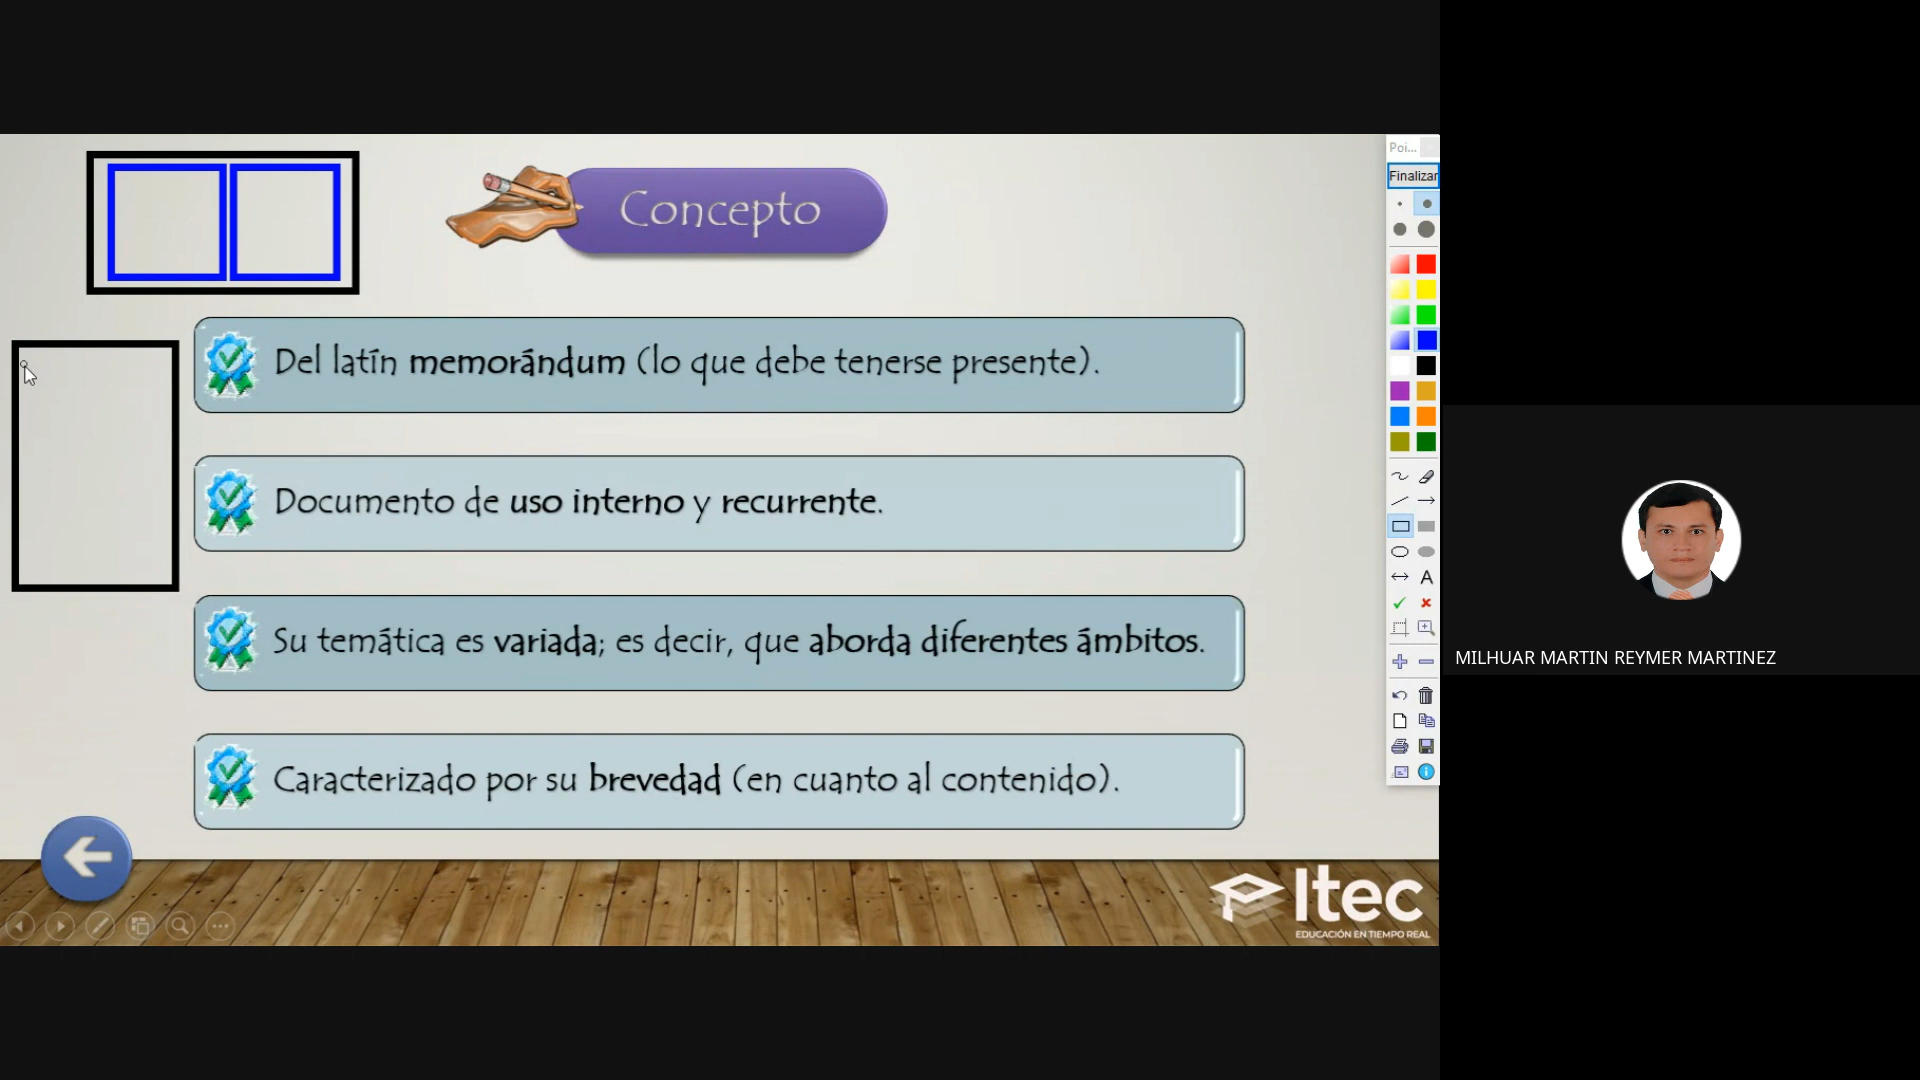 Poi...
Finalizar
Concepto
Del latín memorándum (lo que debe tenerse presente).
Documento de uso interno y recurrente.
Su temática es variada; es decir, que aborda diferentes ámbitos.
Caracterizado por su brevedad (en cuanto al contenido).
A
Itec
EDUCACIÓN EN TIEMPO REAL
MILHUAR MARTIN REYMER MARTINEZ